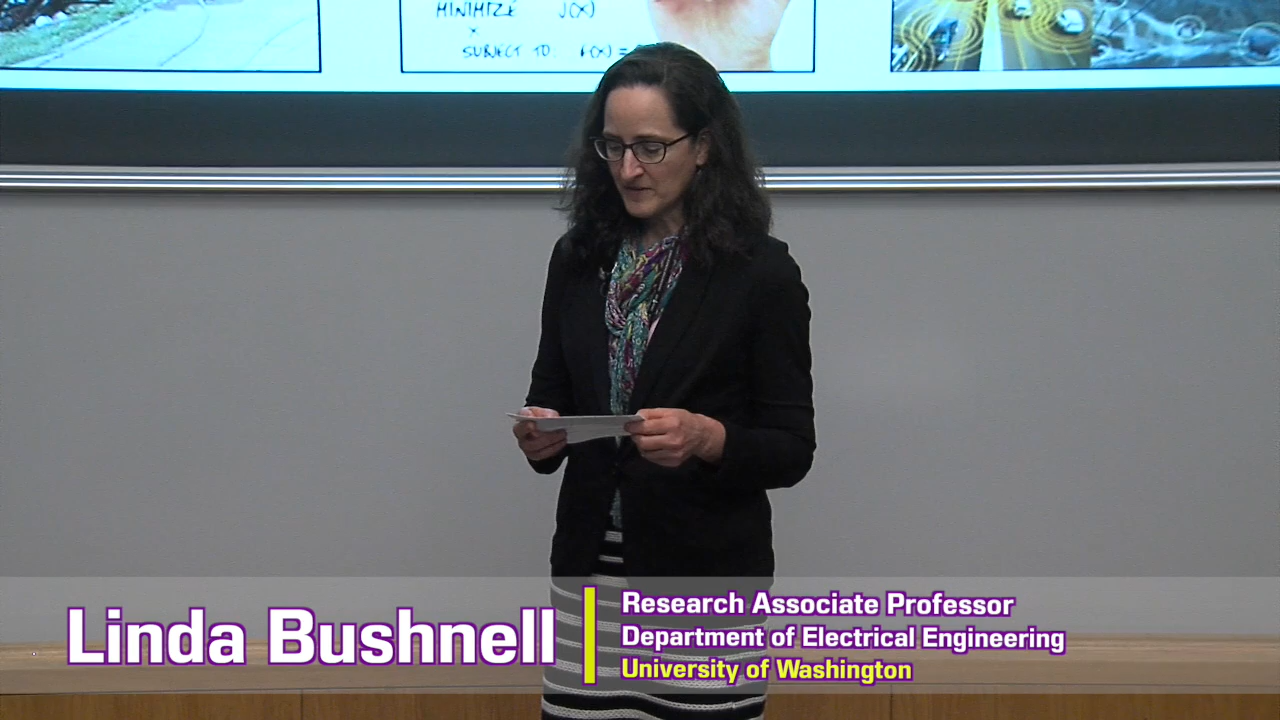 MINIMIZE J(X)
X
SUBJECT TO:
Linda Bushnell
Research Associate Professor
Department of Electrical Engineering
University of Washington